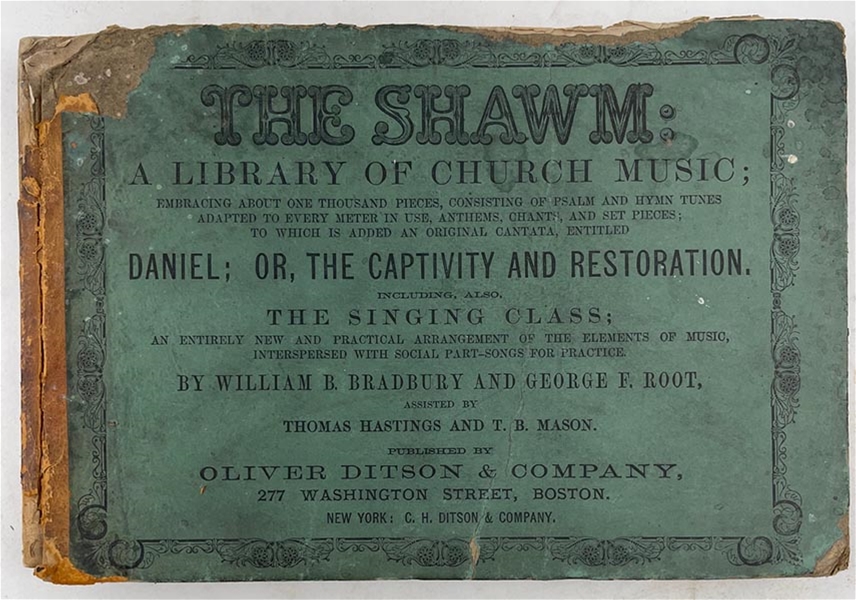 THE SHAWM:
A LIBRARY OF CHURCH MUSIC;
EMBRACING ABOUT ONE THOUSAND PIECES, CONSISTING OF PSALM AND HYMN TUNES
ADAPTED TO EVERY METER IN USE, ANTHEMS, CHANTS, AND SET PIECES;
TO WHICH IS ADDED AN ORIGINAL CANTATA, ENTITLED
DANIEL; OR, THE CAPTIVITY AND RESTORATION.
INCLUDING, ALSO,
THE SINGING CLASS;
AN ENTIRELY NEW AND PRACTICAL ARRANGEMENT OF THE ELEMENTS OF MUSIC,
INTERSPERSED WITH SOCIAL PART-SONGS FOR PRACTICE.
BY WILLIAM B. BRADBURY AND GEORGE F. ROOT,
ASSISTED BY
THOMAS HASTINGS AND T. B. MASON.
PUBLISHED BY
OLIVER DITSON & COMPANY,
277 WASHINGTON STREET, BOSTON.
NEW YORK: C. H. DITSON & COMPANY.